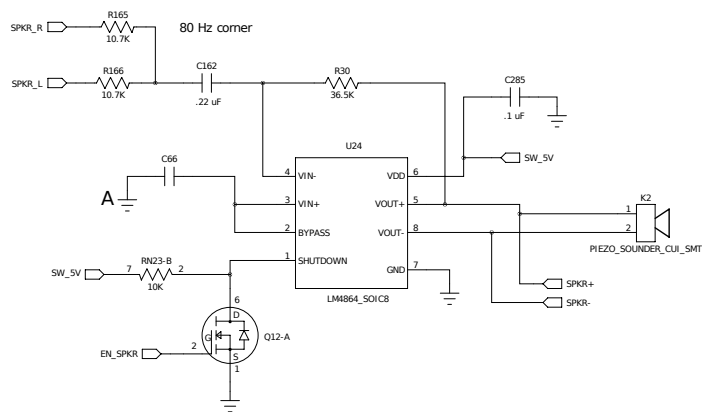 R165
SPKR_R
10.7K
80 Hz corner
R166
SPKR_L
10.7K
C162
.22 uF
R30
36.5K
C285
.1 uF
U24
C66
A
4 VIN-
3 VIN+
2 BYPASS
1 SHUTDOWN
VDD 6
VOUT+ 5
VOUT- 8
GND 7
LM4864_SOIC8
SW_5V
K2
1
2
PIEZO_SOUNDER_CUI_SMT
SPKR+
SPKR-
RN23-B
SW_5V 7 2
10K
6
D
G
S
Q12-A
EN_SPKR 2
1